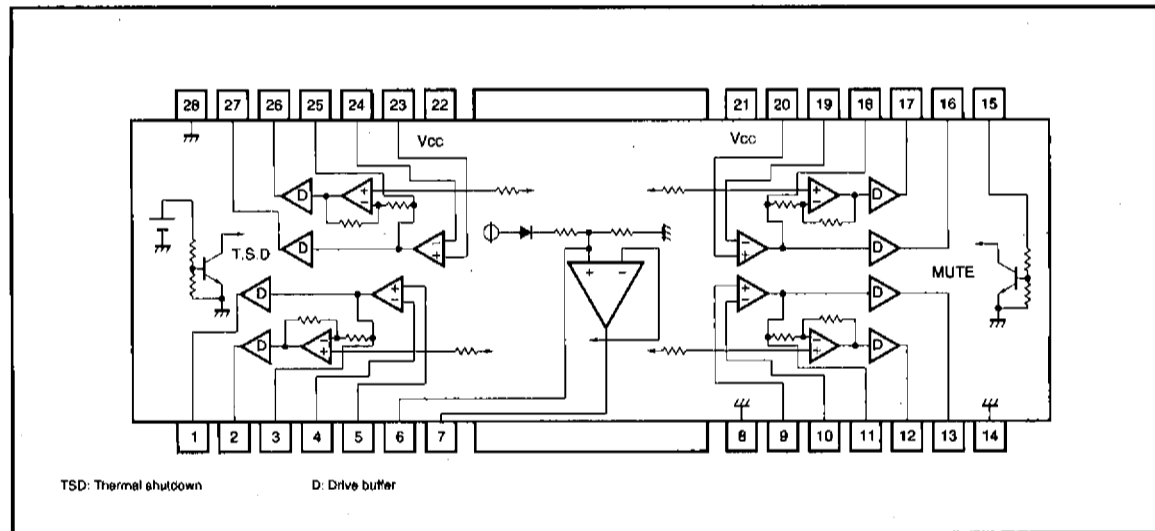 28 27 26 25 24 23 22 21 20 19 18 17 16 15
Vcc Vcc
D + − + − D
D − + T.S.D + − − + D MUTE
D + − + − D
D − + − + D
1 2 3 4 5 6 7 8 9 10 11 12 13 14
TSD: Thermal shutdown D: Drive buffer